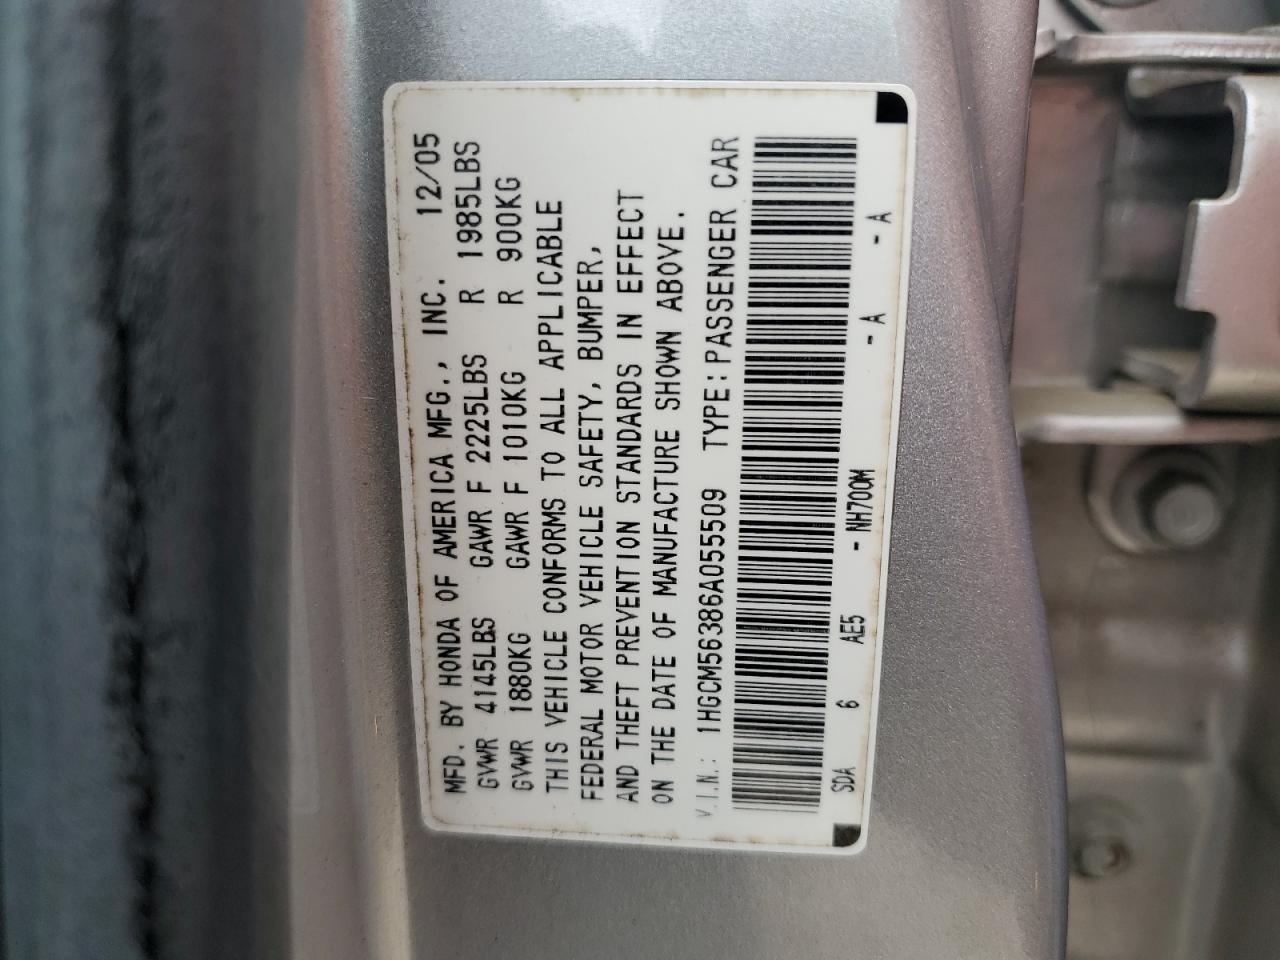 MFD. BY HONDA OF AMERICA MFG., INC. 12/05
GVWR 4145LBS GAWR F 2225LBS R 1985LBS
GVWR 1880KG GAWR F 1010KG R 900KG
THIS VEHICLE CONFORMS TO ALL APPLICABLE
FEDERAL MOTOR VEHICLE SAFETY, BUMPER,
AND THEFT PREVENTION STANDARDS IN EFFECT
ON THE DATE OF MANUFACTURE SHOWN ABOVE.
V.I.N.: 1HGCM56386A055509 TYPE:PASSENGER CAR
SDA 6 AE5 - NH700M - A - A